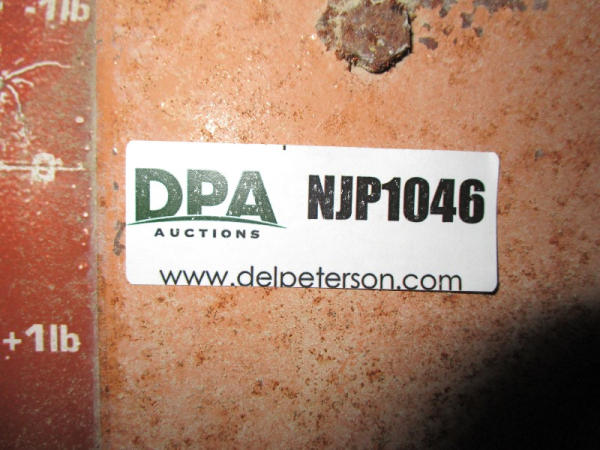 -1lb
0
+1lb
DPA
AUCTIONS
NJP1046
www.delpeterson.com